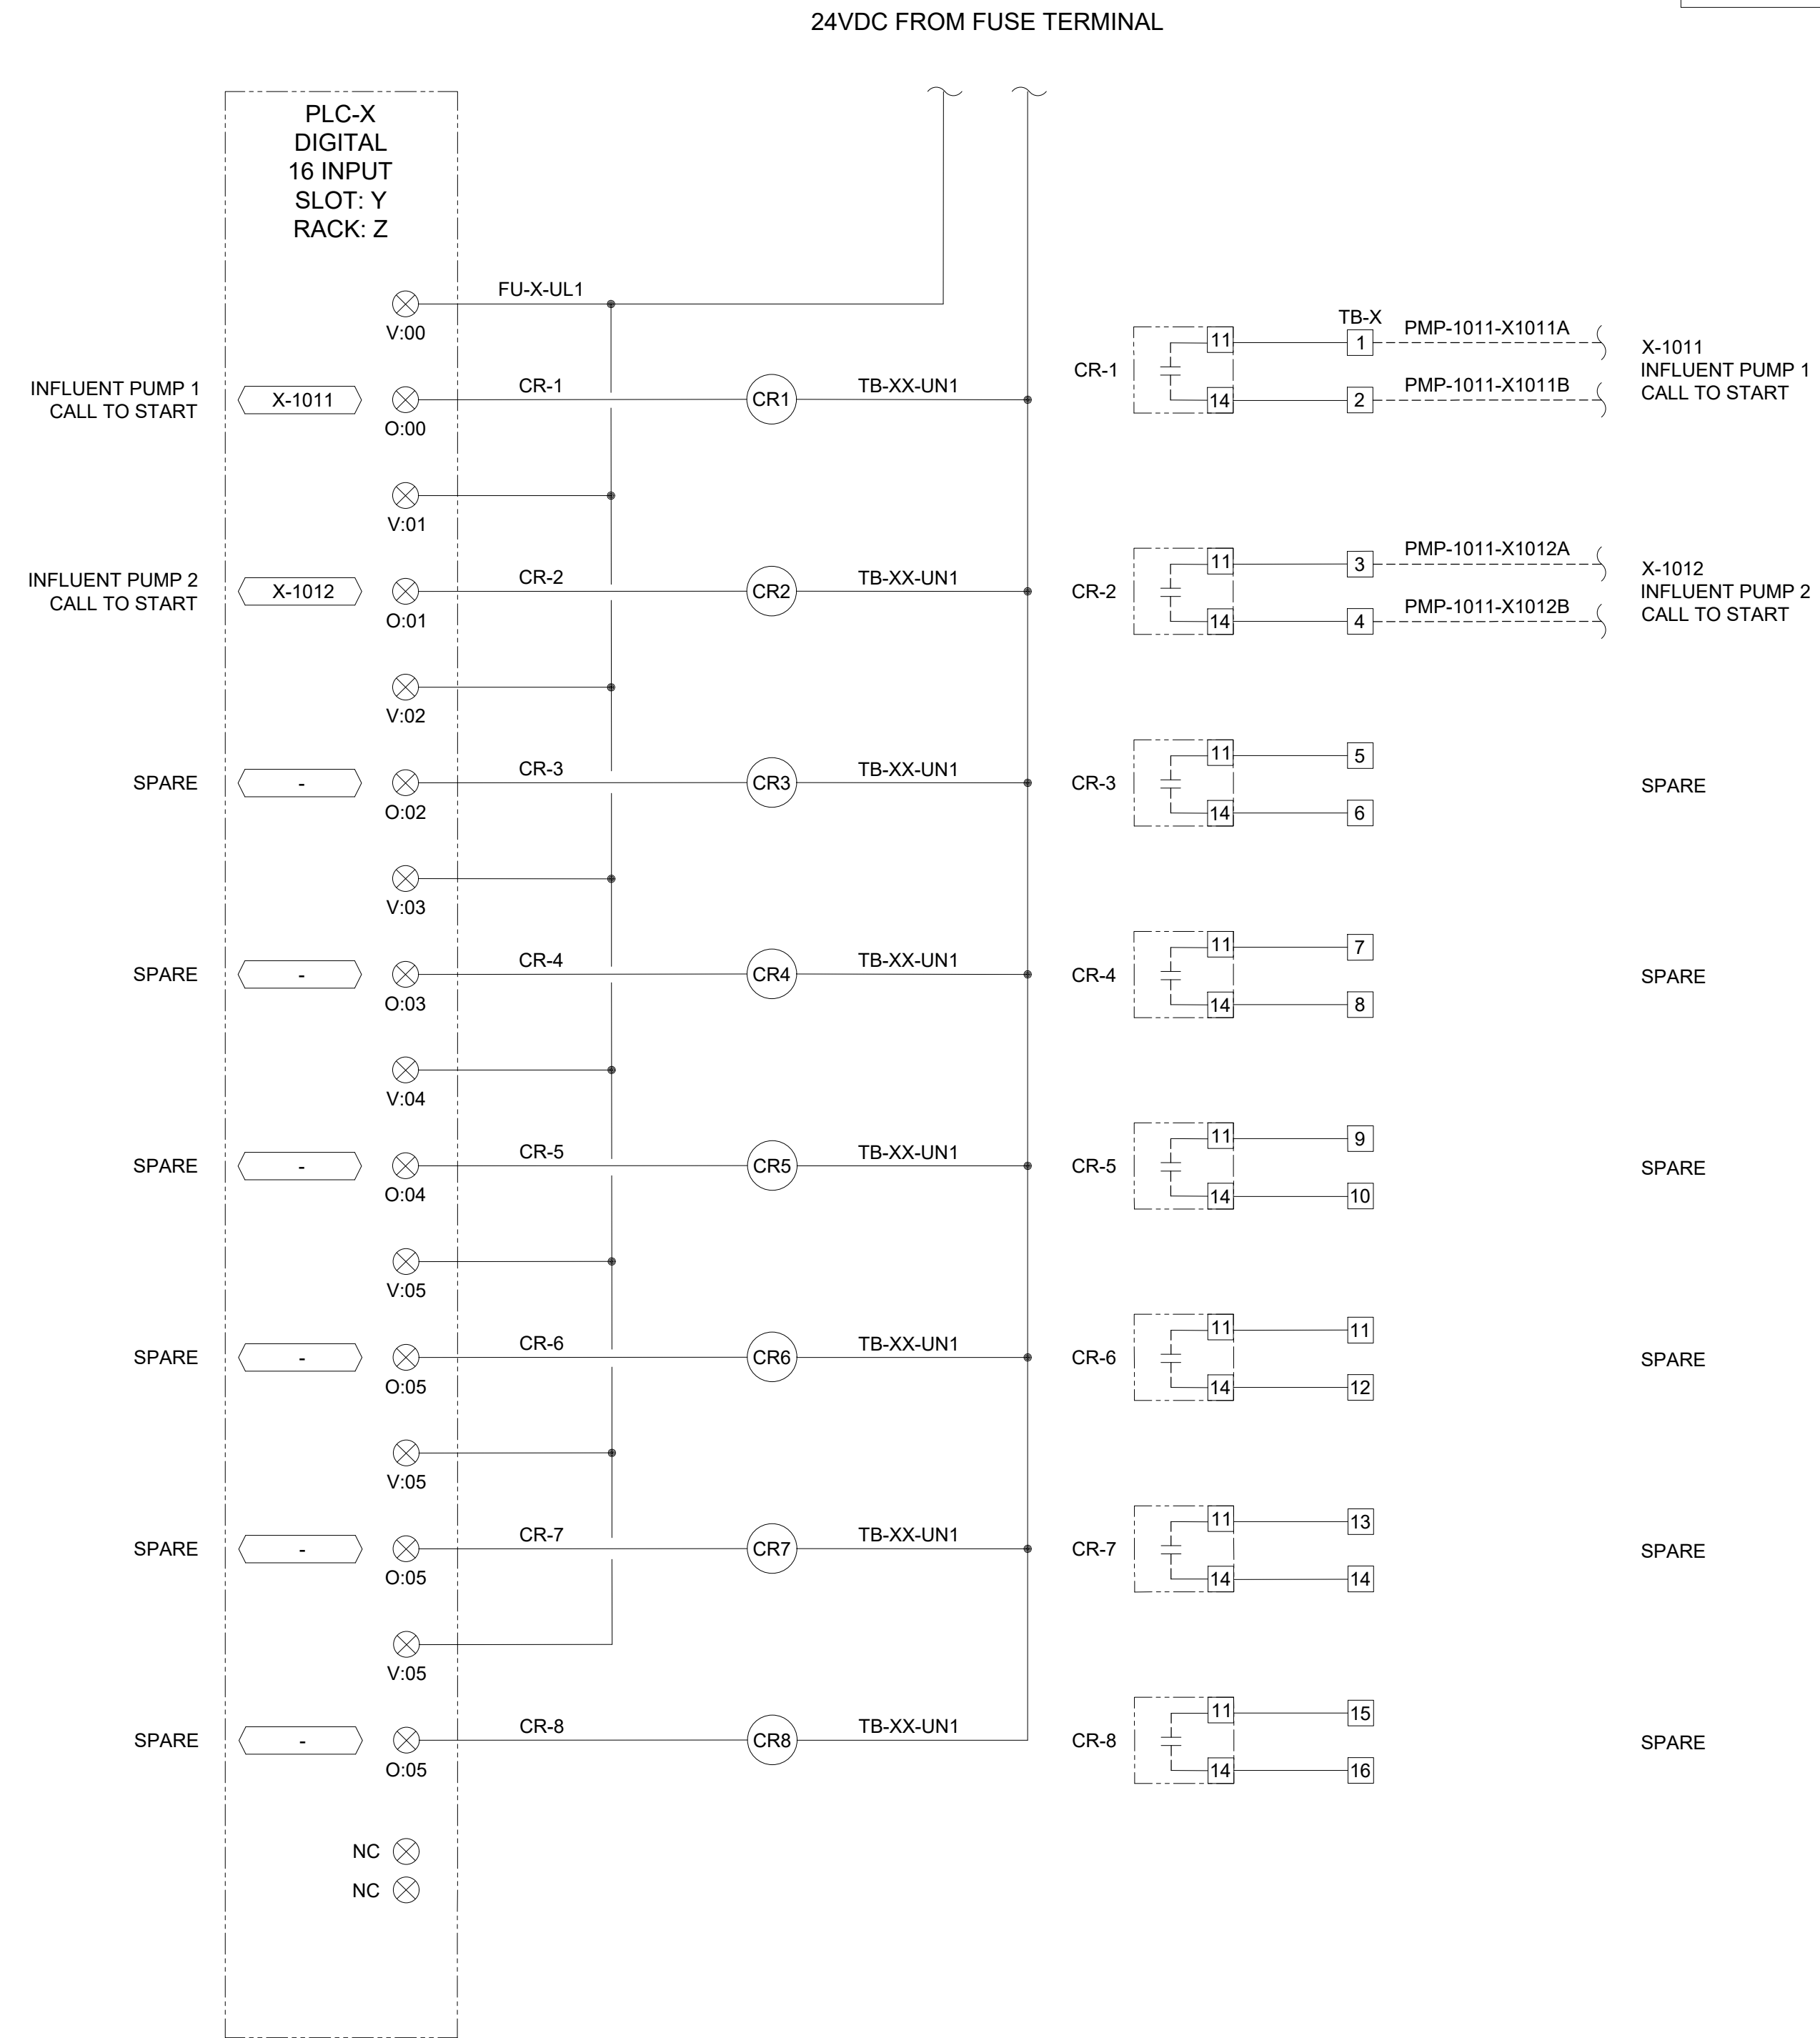 24VDC FROM FUSE TERMINAL
PLC-X
DIGITAL
16 INPUT
SLOT: Y
RACK: Z
FU-X-UL1
V:00
INFLUENT PUMP 1
CALL TO START
X-1011
O:00
CR-1
CR1
TB-XX-UN1
CR-1
11
14
TB-X
1
2
PMP-1011-X1011A
PMP-1011-X1011B
X-1011
INFLUENT PUMP 1
CALL TO START
V:01
INFLUENT PUMP 2
CALL TO START
X-1012
O:01
CR-2
CR2
TB-XX-UN1
CR-2
11
14
3
4
PMP-1011-X1012A
PMP-1011-X1012B
X-1012
INFLUENT PUMP 2
CALL TO START
V:02
SPARE
-
O:02
CR-3
CR3
TB-XX-UN1
CR-3
11
14
5
6
SPARE
V:03
SPARE
-
O:03
CR-4
CR4
TB-XX-UN1
CR-4
11
14
7
8
SPARE
V:04
SPARE
-
O:04
CR-5
CR5
TB-XX-UN1
CR-5
11
14
9
10
SPARE
V:05
SPARE
-
O:05
CR-6
CR6
TB-XX-UN1
CR-6
11
14
11
12
SPARE
V:05
SPARE
-
O:05
CR-7
CR7
TB-XX-UN1
CR-7
11
14
13
14
SPARE
V:05
SPARE
-
O:05
CR-8
CR8
TB-XX-UN1
CR-8
11
14
15
16
SPARE
NC
NC